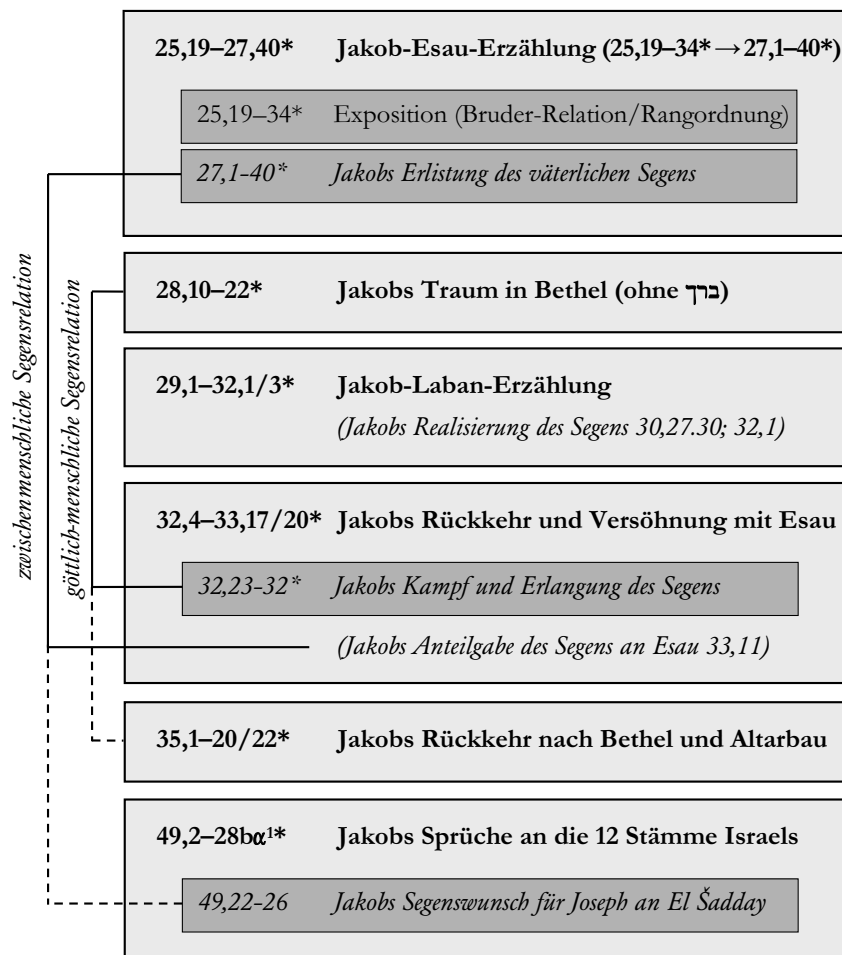 25,19–27,40* Jakob-Esau-Erzählung (25,19–34*→27,1–40*)
25,19–34* Exposition (Bruder-Relation/Rangordnung)
27,1-40* Jakobs Erlistung des väterlichen Segens
zwischenmenschliche Segensrelation
göttlich-menschliche Segensrelation
28,10–22* Jakobs Traum in Bethel (ohne ברך)
29,1–32,1/3* Jakob-Laban-Erzählung
(Jakobs Realisierung des Segens 30,27.30; 32,1)
32,4–33,17/20* Jakobs Rückkehr und Versöhnung mit Esau
32,23-32* Jakobs Kampf und Erlangung des Segens
(Jakobs Anteilgabe des Segens an Esau 33,11)
35,1–20/22* Jakobs Rückkehr nach Bethel und Altarbau
49,2–28bα¹* Jakobs Sprüche an die 12 Stämme Israels
49,22-26 Jakobs Segenswunsch für Joseph an El Šadday